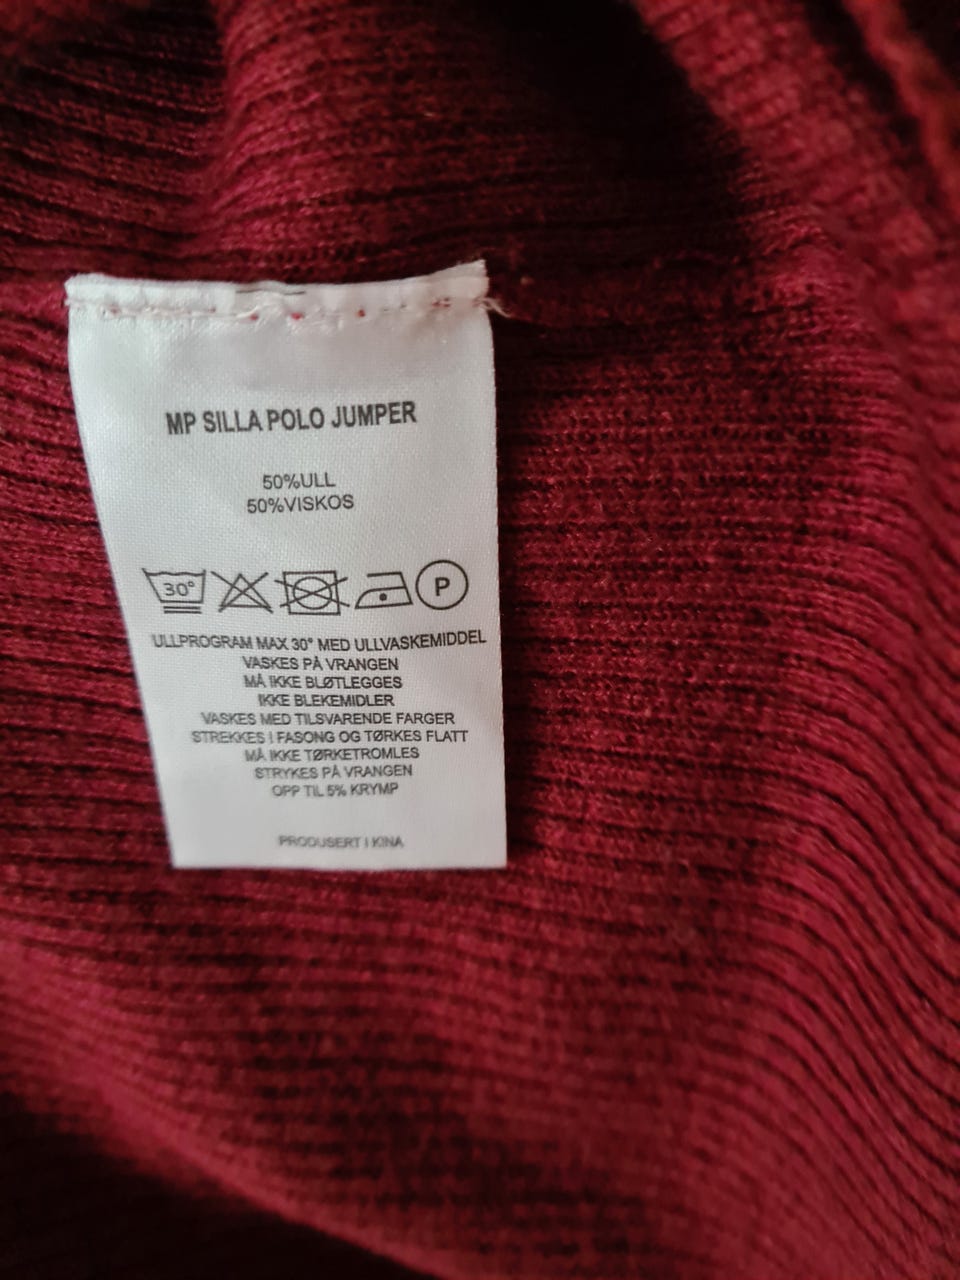 MP SILLA POLO JUMPER
50%ULL
50%VISKOS
30° P
ULLPROGRAM MAX 30° MED ULLVASKEMIDDEL
VASKES PÅ VRANGEN
MÅ IKKE BLØTLEGGES
IKKE BLEKEMIDLER
VASKES MED TILSVARENDE FARGER
STREKKES I FASONG OG TØRKES FLATT
MÅ IKKE TØRKETROMLES
STRYKES PÅ VRANGEN
OPP TIL 5% KRYMP
PRODUSERT I KINA